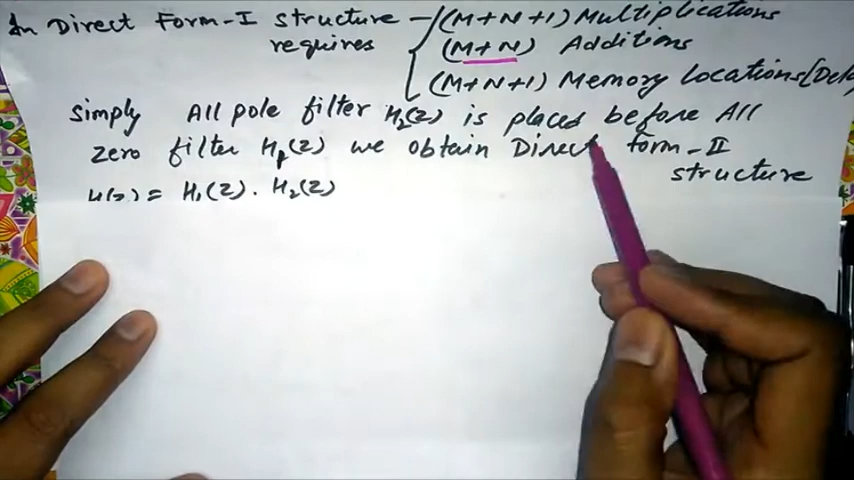 In Direct Form-I structure - (M+N+1) Multiplications
requires (M+N) Additions
(M+N+1) Memory Locations (Dela
Simply All pole filter H2(z) is placed before All
zero filter H1(z) we obtain Direct form-II
structure
H(z) = H1(z). H2(z)